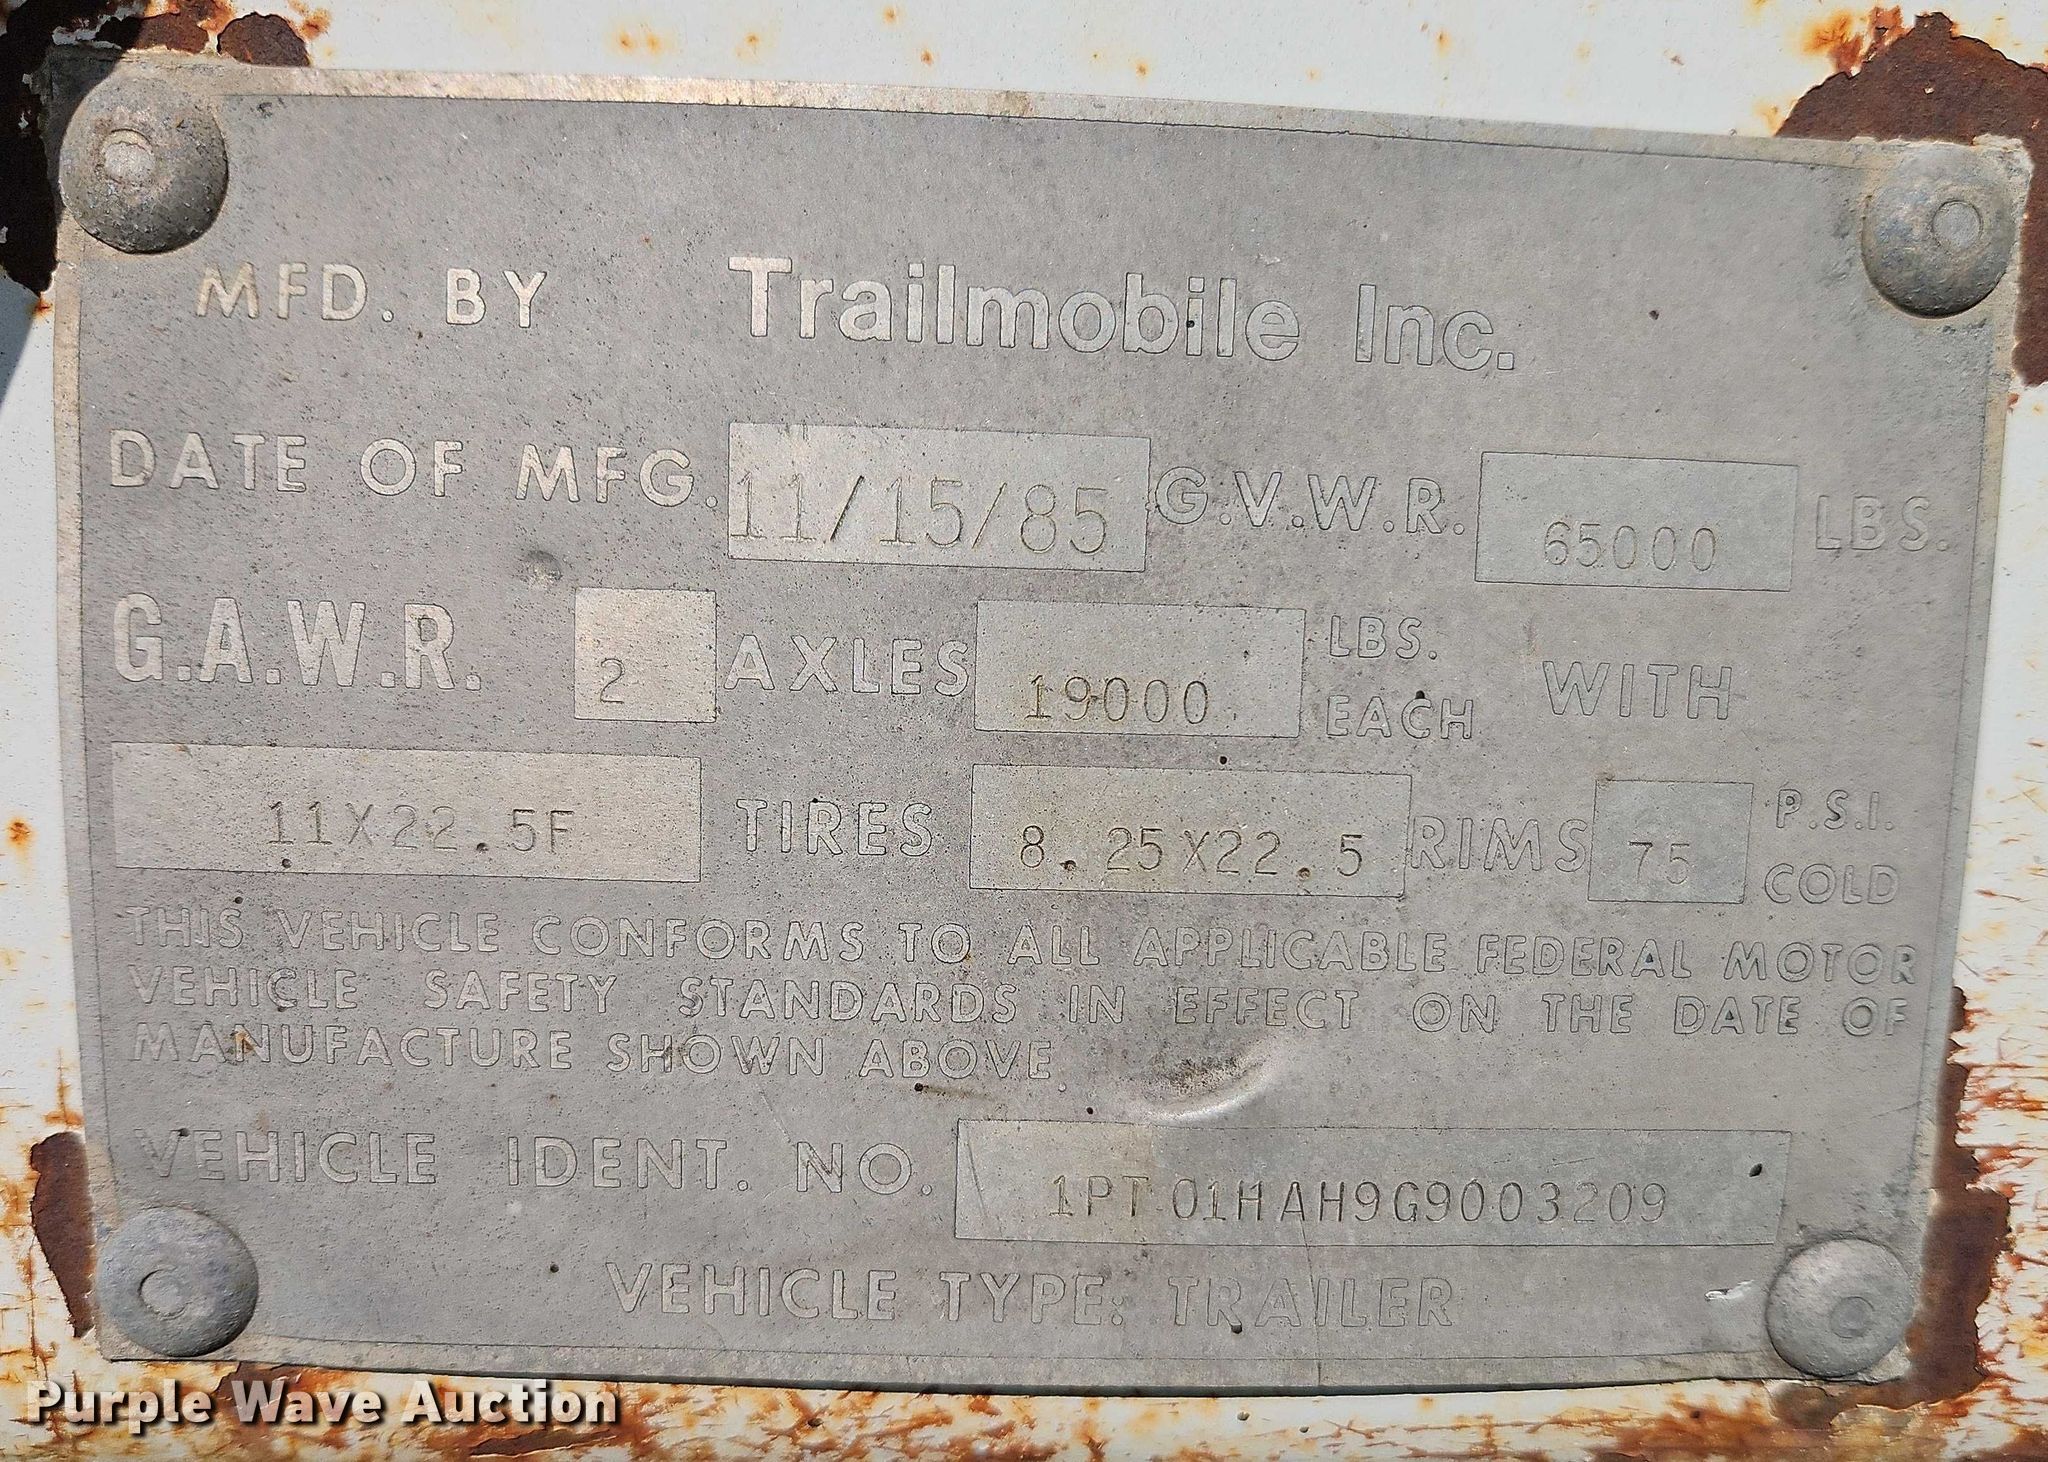 MFD. BY Trailmobile Inc.
DATE OF MFG. 11/15/85 G.V.W.R. 65000 LBS.
G.A.W.R. 2 AXLES 19000 LBS. EACH WITH
11X22.5F TIRES 8.25X22.5 RIMS 75 P.S.I. COLD
THIS VEHICLE CONFORMS TO ALL APPLICABLE FEDERAL MOTOR
VEHICLE SAFETY STANDARDS IN EFFECT ON THE DATE OF
MANUFACTURE SHOWN ABOVE.
VEHICLE IDENT. NO. 1PT01HAH9G9003209
VEHICLE TYPE: TRAILER
Purple Wave Auction